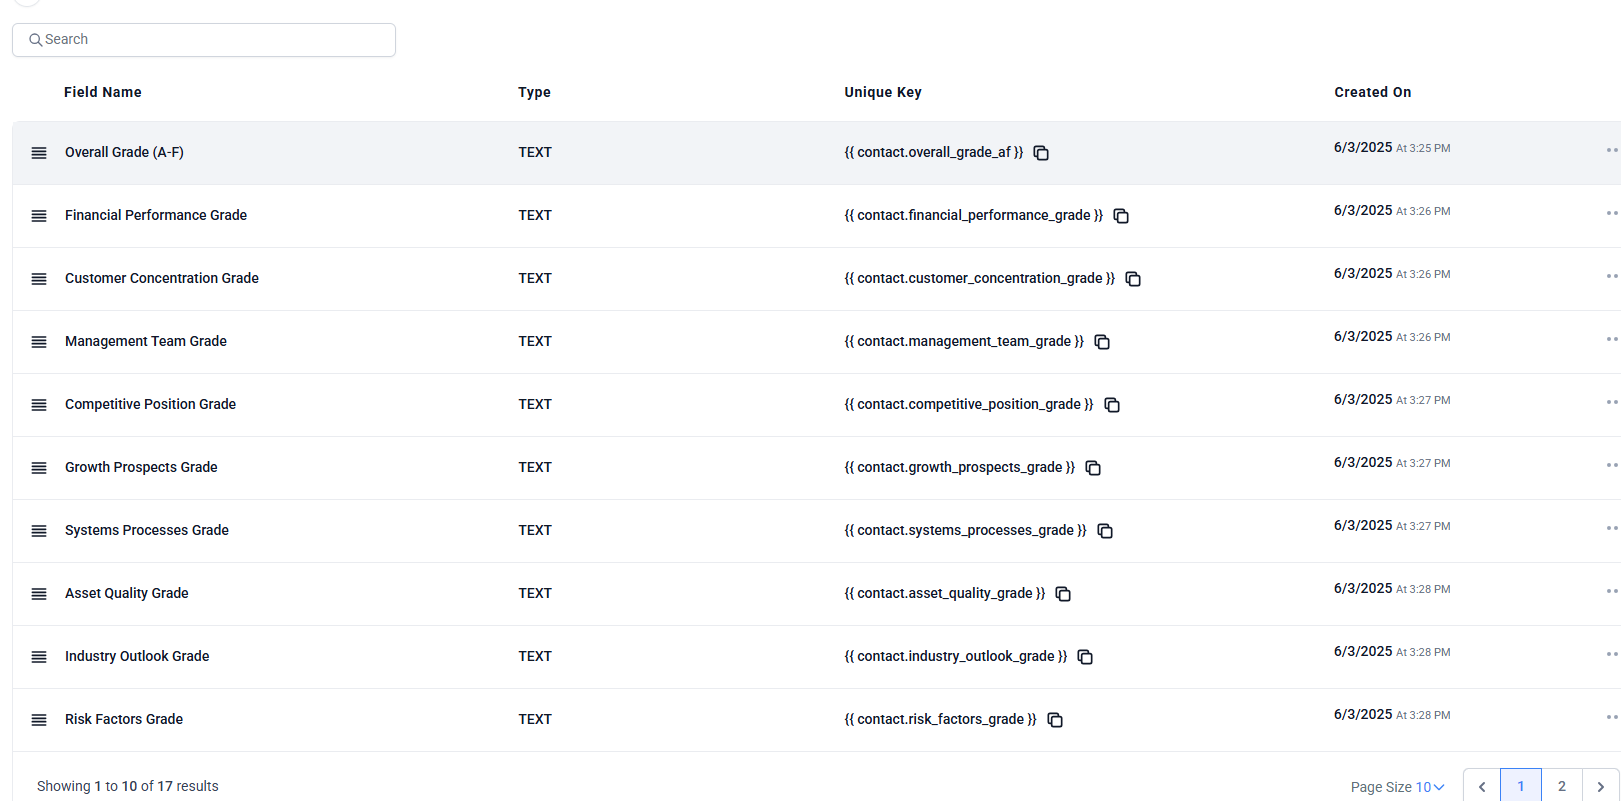 Search
Field Name Type Unique Key Created On
Overall Grade (A-F) TEXT {{ contact.overall_grade_af }} 6/3/2025 At 3:25 PM
Financial Performance Grade TEXT {{ contact.financial_performance_grade }} 6/3/2025 At 3:26 PM
Customer Concentration Grade TEXT {{ contact.customer_concentration_grade }} 6/3/2025 At 3:26 PM
Management Team Grade TEXT {{ contact.management_team_grade }} 6/3/2025 At 3:26 PM
Competitive Position Grade TEXT {{ contact.competitive_position_grade }} 6/3/2025 At 3:27 PM
Growth Prospects Grade TEXT {{ contact.growth_prospects_grade }} 6/3/2025 At 3:27 PM
Systems Processes Grade TEXT {{ contact.systems_processes_grade }} 6/3/2025 At 3:27 PM
Asset Quality Grade TEXT {{ contact.asset_quality_grade }} 6/3/2025 At 3:28 PM
Industry Outlook Grade TEXT {{ contact.industry_outlook_grade }} 6/3/2025 At 3:28 PM
Risk Factors Grade TEXT {{ contact.risk_factors_grade }} 6/3/2025 At 3:28 PM
Showing 1 to 10 of 17 results Page Size 10 1 2